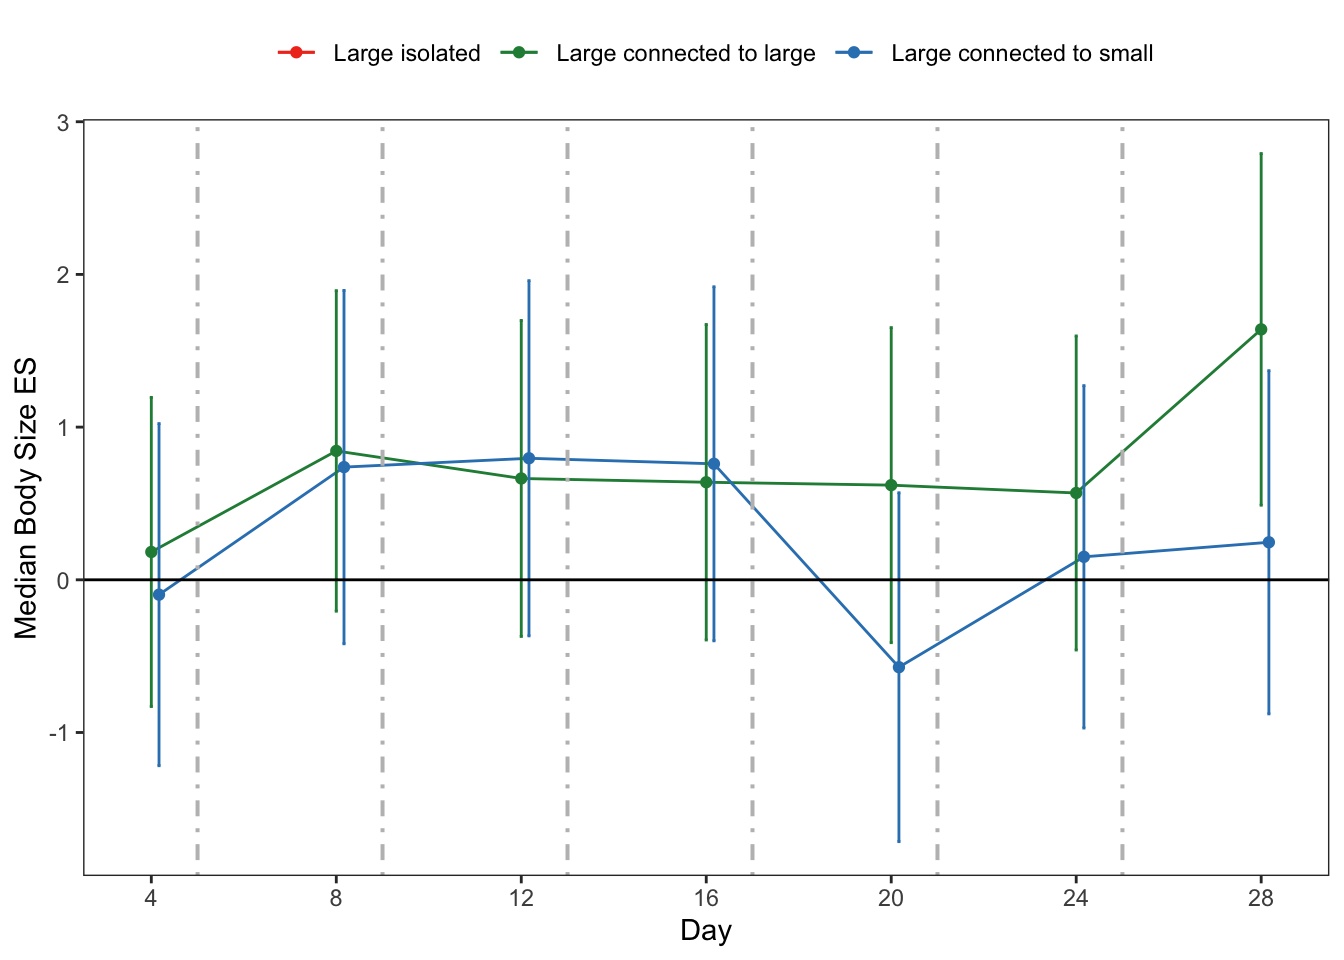 Large isolated Large connected to large Large connected to small
3
2
1
0
-1
Median Body Size ES
4 8 12 16 20 24 28
Day